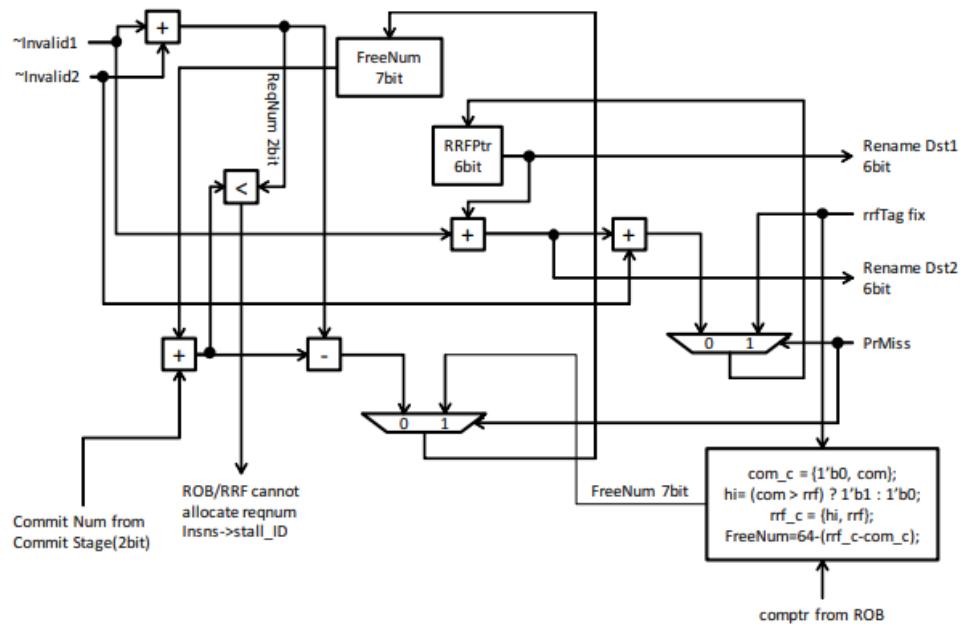 ~Invalid1
~Invalid2
+
ReqNum 2bit
FreeNum
7bit
RRFPtr
6bit
Rename Dst1
6bit
<
rrfTag fix
+
+
Rename Dst2
6bit
+
-
0 1
PrMiss
0 1
ROB/RRF cannot
allocate reqnum
Insns->stall_ID
FreeNum 7bit
com_c = {1'b0, com};
hi= (com > rrf) ? 1'b1 : 1'b0;
rrf_c = {hi, rrf};
FreeNum=64-(rrf_c-com_c);
Commit Num from
Commit Stage(2bit)
comptr from ROB